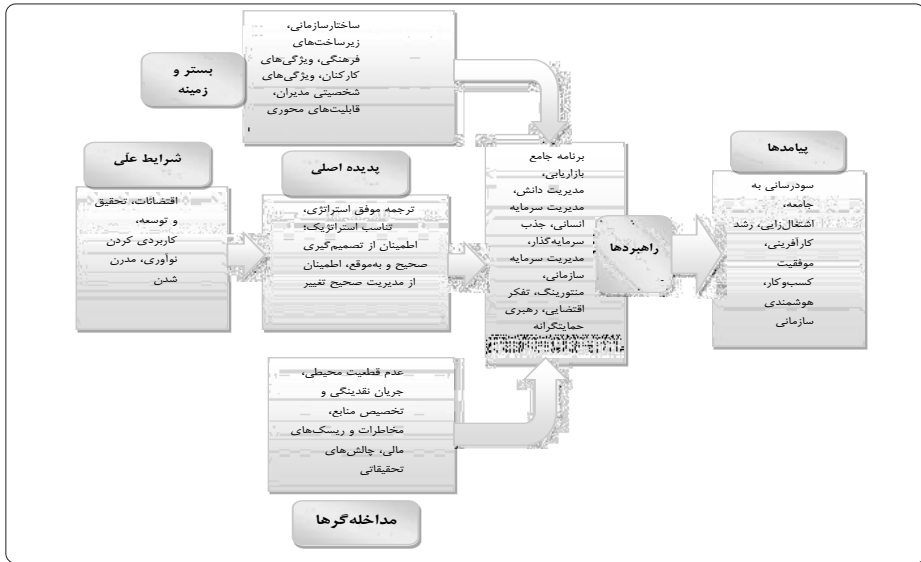 ساختارسازمانی،
زیرساخت‌های
فرهنگی، ویژگی‌های
کارکنان، ویژگی‌های
شخصیتی مدیران،
قابلیت‌های محوری
بستر و
زمینه
شرایط علّی
اقتضائات، تحقیق
و توسعه،
کاربردی کردن
نوآوری، مدرن
شدن
پدیده اصلی
ترجمه موفق استراتژی،
تناسب استراتژیک؛
اطمینان از تصمیم‌گیری
صحیح و به‌موقع، اطمینان
از مدیریت صحیح تغییر
برنامه جامع
بازاریابی،
مدیریت دانش،
مدیریت سرمایه
انسانی، جذب
سرمایه‌گذار،
مدیریت سرمایه
سازمانی،
منتورینگ، تفکر
اقتضایی، رهبری
حمایتگرانه
راهبردها
پیامدها
سودرسانی به
جامعه،
اشتغال‌زایی، رشد
کارآفرینی،
موفقیت
کسب‌وکار،
هوشمندی
سازمانی
عدم قطعیت محیطی،
جریان نقدینگی و
تخصیص منابع،
مخاطرات و ریسک‌های
مالی، چالش‌های
تحقیقاتی
مداخله‌گرها